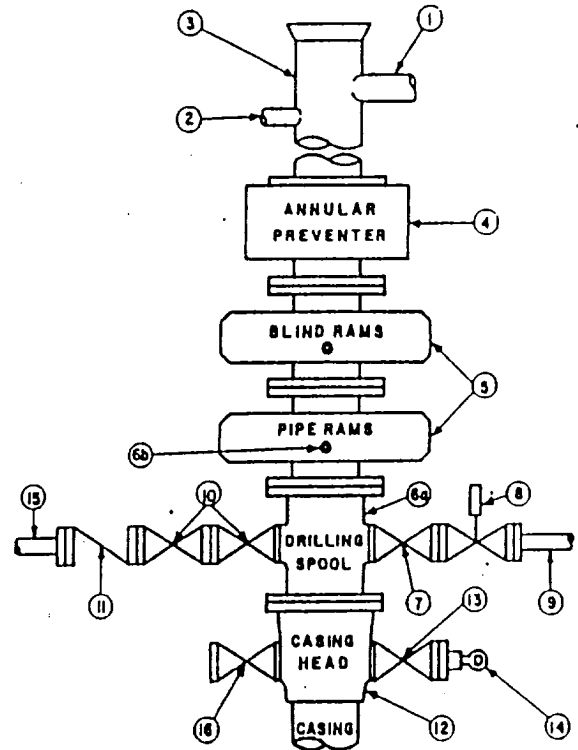 3
1
2
ANNULAR
PREVENTER
4
BLIND RAMS
5
PIPE RAMS
6b
6a
8
15
10
DRILLING
SPOOL
11
7
13
9
CASING
HEAD
16
12
14
CASING